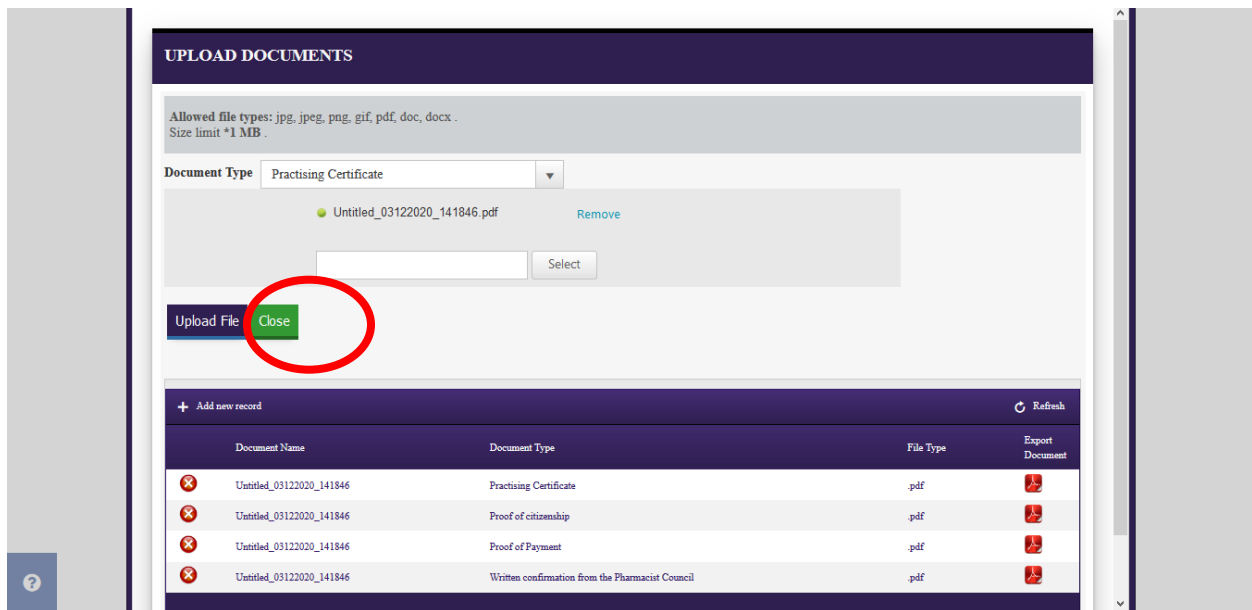 UPLOAD DOCUMENTS
Allowed file types: jpg, jpeg, png, gif, pdf, doc, docx .
Size limit *1 MB .
Document Type Practising Certificate
Untitled_03122020_141846.pdf Remove
Select
Upload File Close
+ Add new record Refresh
Document Name Document Type File Type Export Document
Untitled_03122020_141846 Practising Certificate .pdf
Untitled_03122020_141846 Proof of citizenship .pdf
Untitled_03122020_141846 Proof of Payment .pdf
Untitled_03122020_141846 Written confirmation from the Pharmacist Council .pdf